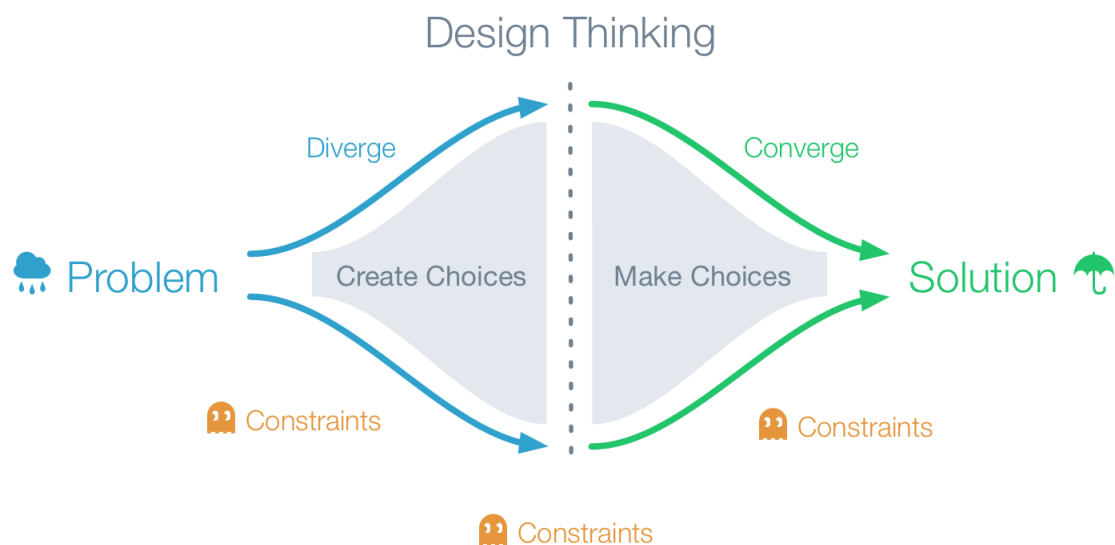 Design Thinking
Diverge
Converge
Problem
Create Choices
Make Choices
Solution
Constraints
Constraints
Constraints